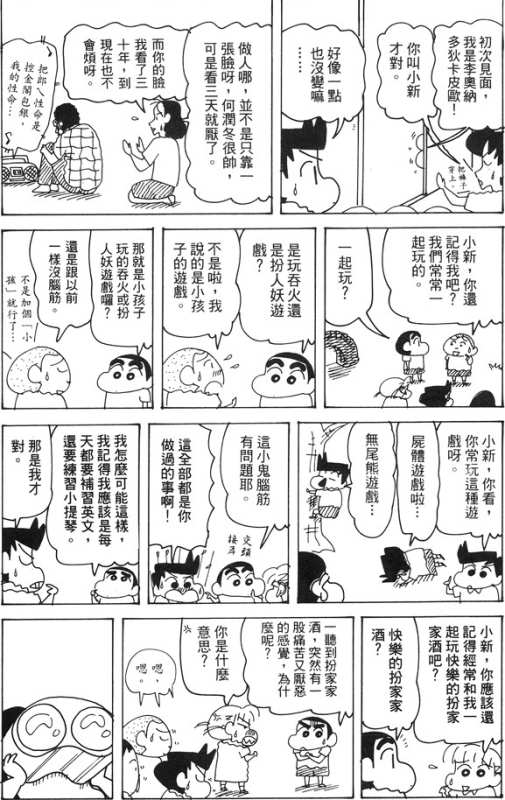 初次見面，
我是李奧納
多狄卡皮歐！
把褲子
穿上。
你叫小新
才對。
好像一點
也沒變嘛
……
做人哪，並不是只靠一
張臉呀，何潤冬很帥，
可是看三天就厭了。
而你的臉
我看了三
十年，到
現在也不
會煩呀。
把郎、性命是
控金閣包銀，
我的性命…
小新，你還
記得我吧？
我們常常一
起玩的。
一起玩？
是玩吞火還
是扮人妖遊
戲？
不是啦，我
說的是小孩
子的遊戲。
那就是小孩子
玩的吞火或扮
人妖遊戲囉？
還是跟以前
一樣沒腦筋。
不是加個「小
孩」就行了…
小新，你看，
你常玩這種遊
戲呀。
屍體遊戲啦…
無尾熊遊戲…
這小鬼腦筋
有問題耶。
交頭
接耳
這全部都是你
做過的事啊！
我怎麼可能這樣，
我記得我應該是每
天都要補習英文，
還要練習小提琴。
那是我才
對。
小新，你應該還
記得經常和我一
起玩快樂的扮家
家酒吧？
快樂的扮家家
酒？
一聽到扮家家
酒，突然有一
股痛苦又厭惡
的感覺，為什
麼呢？
你是什麼
意思？
嗯，
嗯。